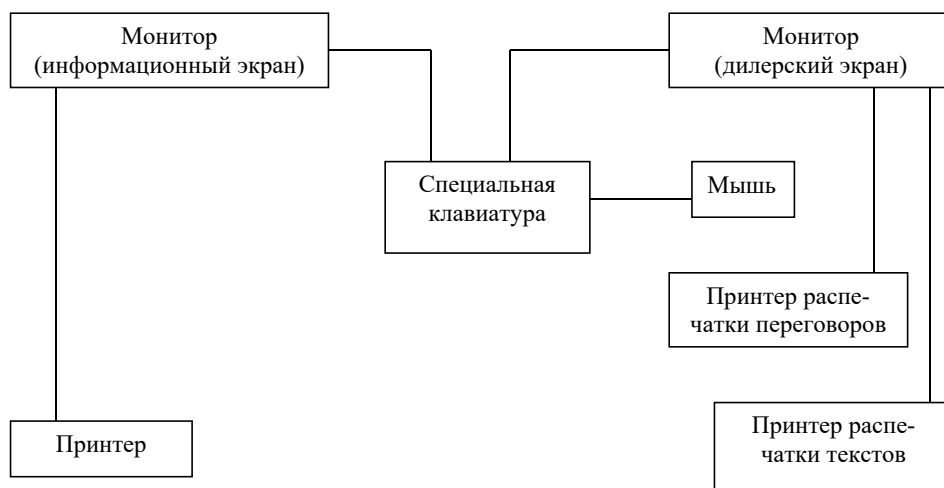 Монитор
(информационный экран)
Монитор
(дилерский экран)
Специальная
клавиатура
Мышь
Принтер распе-
чатки переговоров
Принтер
Принтер распе-
чатки текстов